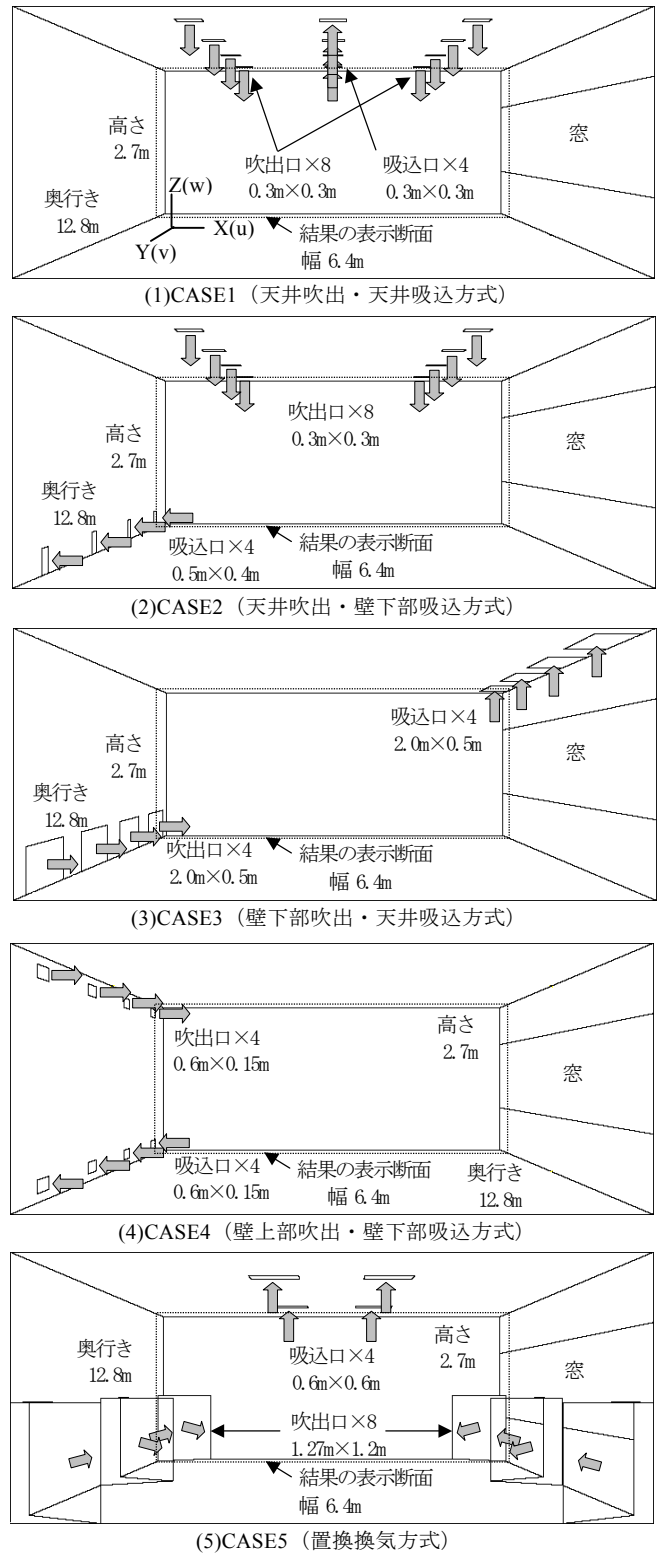 高さ
2.7m
吹出口×8
0.3m×0.3m
吸込口×4
0.3m×0.3m
窓
奥行き
12.8m
Z(w)
X(u)
Y(v)
結果の表示断面
幅 6.4m
(1)CASE1（天井吹出・天井吸込方式）
吹出口×8
0.3m×0.3m
高さ
2.7m
窓
奥行き
12.8m
吸込口×4
0.5m×0.4m
結果の表示断面
幅 6.4m
(2)CASE2（天井吹出・壁下部吸込方式）
吸込口×4
2.0m×0.5m
高さ
2.7m
窓
奥行き
12.8m
吹出口×4
2.0m×0.5m
結果の表示断面
幅 6.4m
(3)CASE3（壁下部吹出・天井吸込方式）
吹出口×4
0.6m×0.15m
高さ
2.7m
窓
吸込口×4
0.6m×0.15m
結果の表示断面
幅 6.4m
奥行き
12.8m
(4)CASE4（壁上部吹出・壁下部吸込方式）
奥行き
12.8m
吸込口×4
0.6m×0.6m
高さ
2.7m
窓
吹出口×8
1.27m×1.2m
結果の表示断面
幅 6.4m
(5)CASE5（置換換気方式）